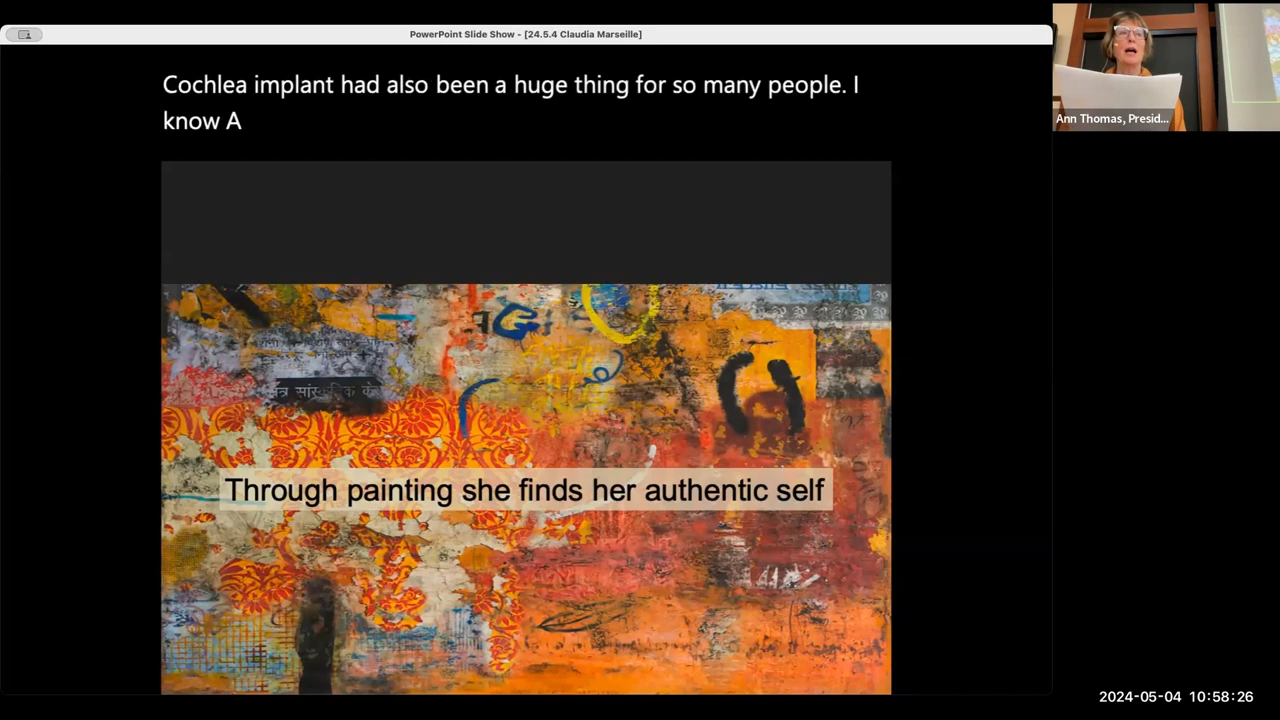 PowerPoint Slide Show - [24.5.4 Claudia Marseille]
Cochlea implant had also been a huge thing for so many people. I
know A
Ann Thomas, Presid...
Through painting she finds her authentic self
2024-05-04 10:58:26